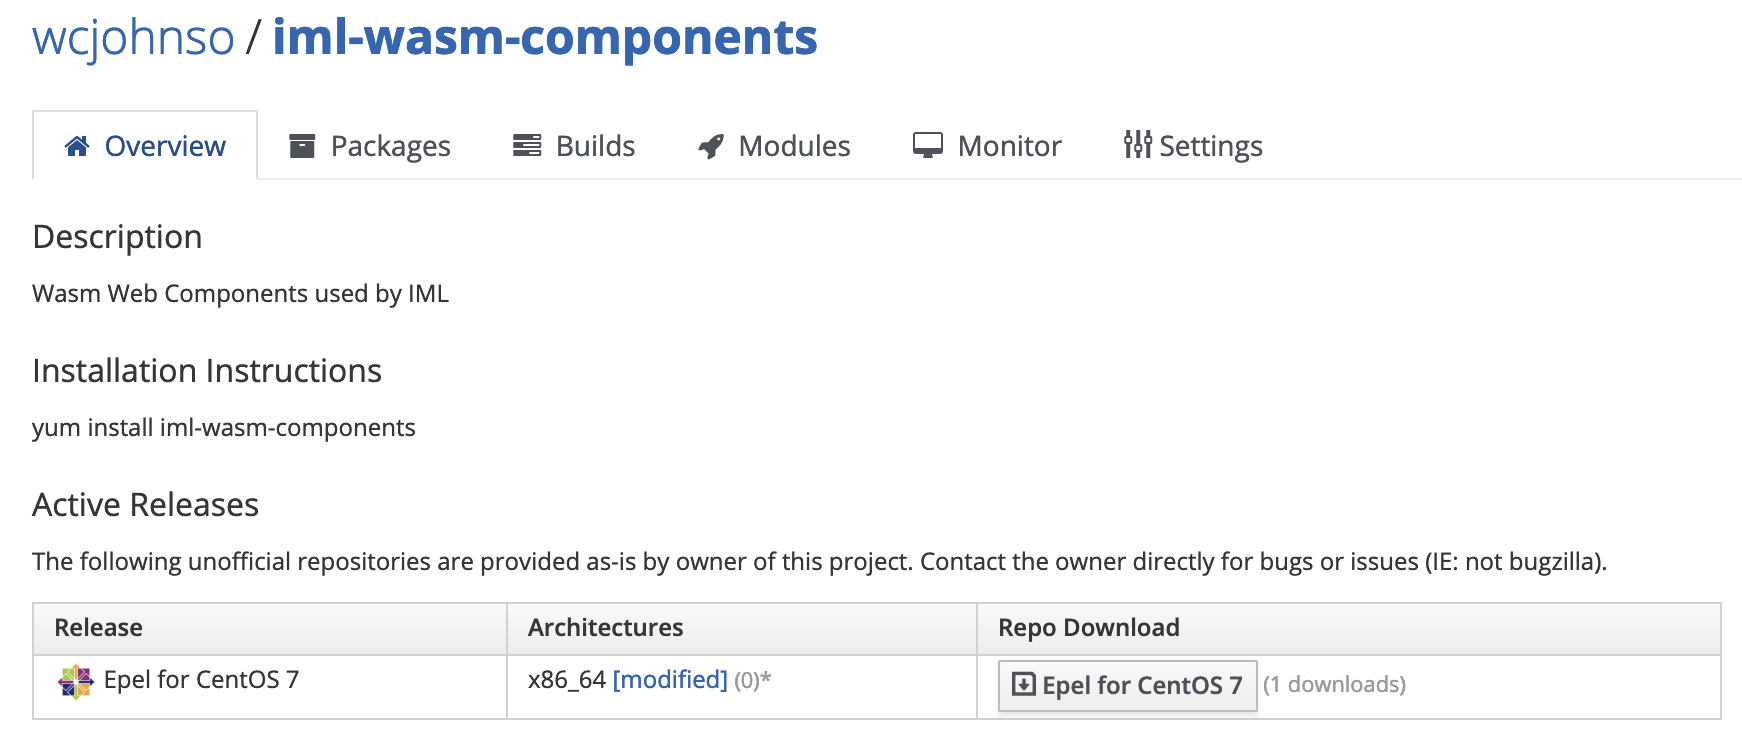 wcjohnso / iml-wasm-components
Overview Packages Builds Modules Monitor Settings
Description
Wasm Web Components used by IML
Installation Instructions
yum install iml-wasm-components
Active Releases
The following unofficial repositories are provided as-is by owner of this project. Contact the owner directly for bugs or issues (IE: not bugzilla).
Release Architectures Repo Download
Epel for CentOS 7 x86_64 [modified] (0)* Epel for CentOS 7 (1 downloads)